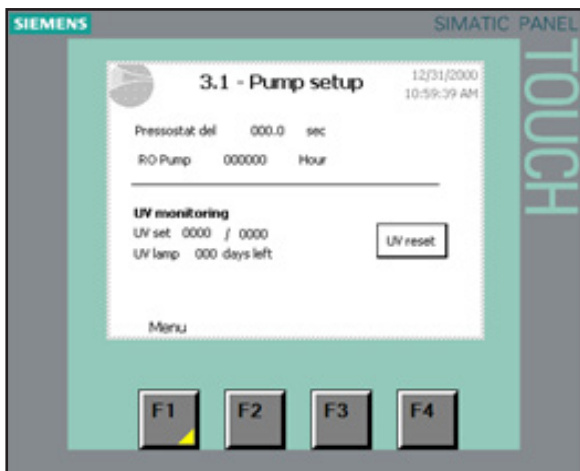 SIEMENS
SIMATIC PANEL
TOUCH
3.1 - Pump setup
12/31/2000
10:59:39 AM
Pressostat del 000.0 sec
RO Pump 000000 Hour
UV monitoring
UV set 0000 / 0000
UV lamp 000 days left
UV reset
Menu
F1 F2 F3 F4